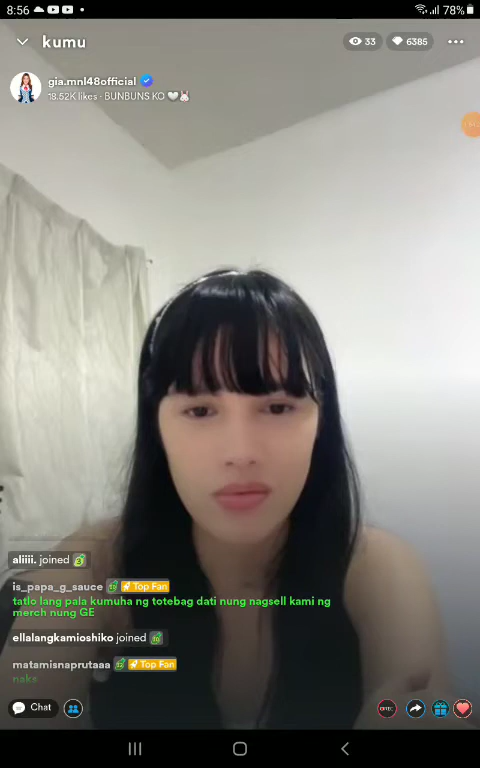 8:56
78%
kumu
33
6385
gia.mnl48official
18.52K likes · BUNBUNS KO
aliiii. joined 3
is_papa_g_sauce Top Fan
tatlo lang pala kumuha ng totebag dati nung nagsell kami ng
merch nung GE
ellalangkamioshiko joined
matamisnaprutaaa Top Fan
naks
Chat